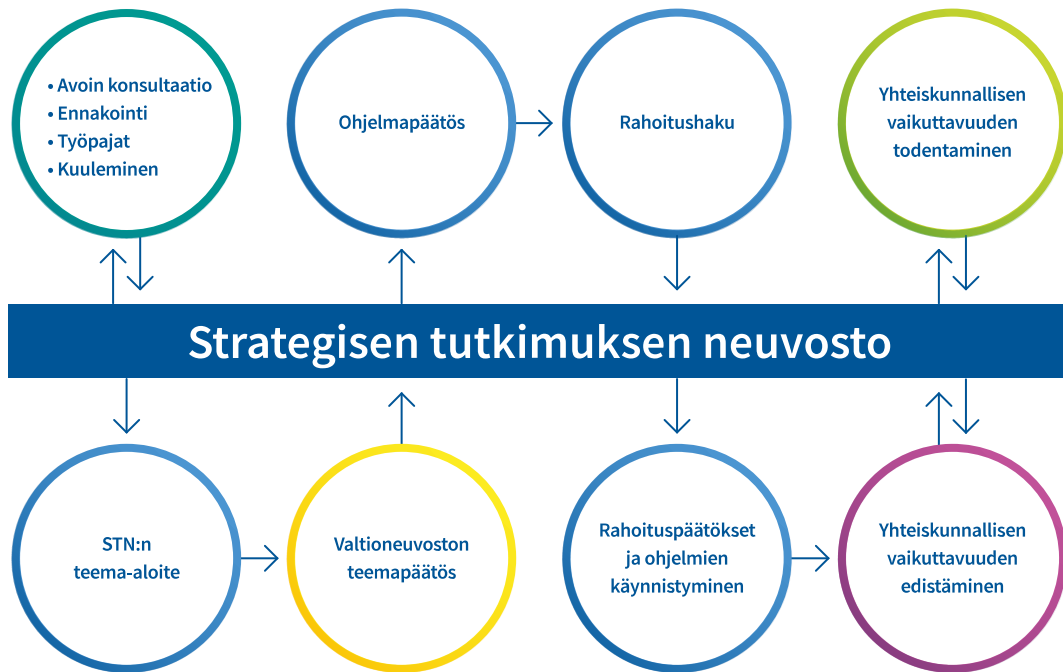 • Avoin konsultaatio
• Ennakointi
• Työpajat
• Kuuleminen
Ohjelmapäätös
Rahoitushaku
Yhteiskunnallisen
vaikuttavuuden
todentaminen
Strategisen tutkimuksen neuvosto
STN:n
teema-aloite
Valtioneuvoston
teemapäätös
Rahoituspäätökset
ja ohjelmien
käynnistyminen
Yhteiskunnallisen
vaikuttavuuden
edistäminen